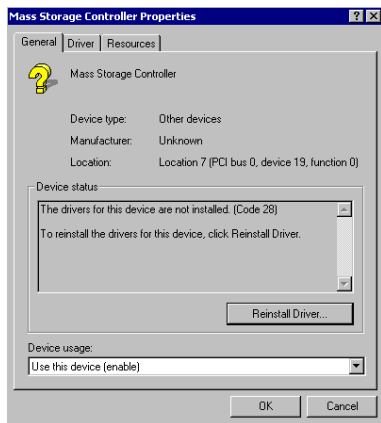 Mass Storage Controller Properties
General Driver Resources
Mass Storage Controller
Device type: Other devices
Manufacturer: Unknown
Location: Location 7 (PCI bus 0, device 19, function 0)
Device status
The drivers for this device are not installed. (Code 28)
To reinstall the drivers for this device, click Reinstall Driver.
Reinstall Driver...
Device usage:
Use this device (enable)
OK Cancel